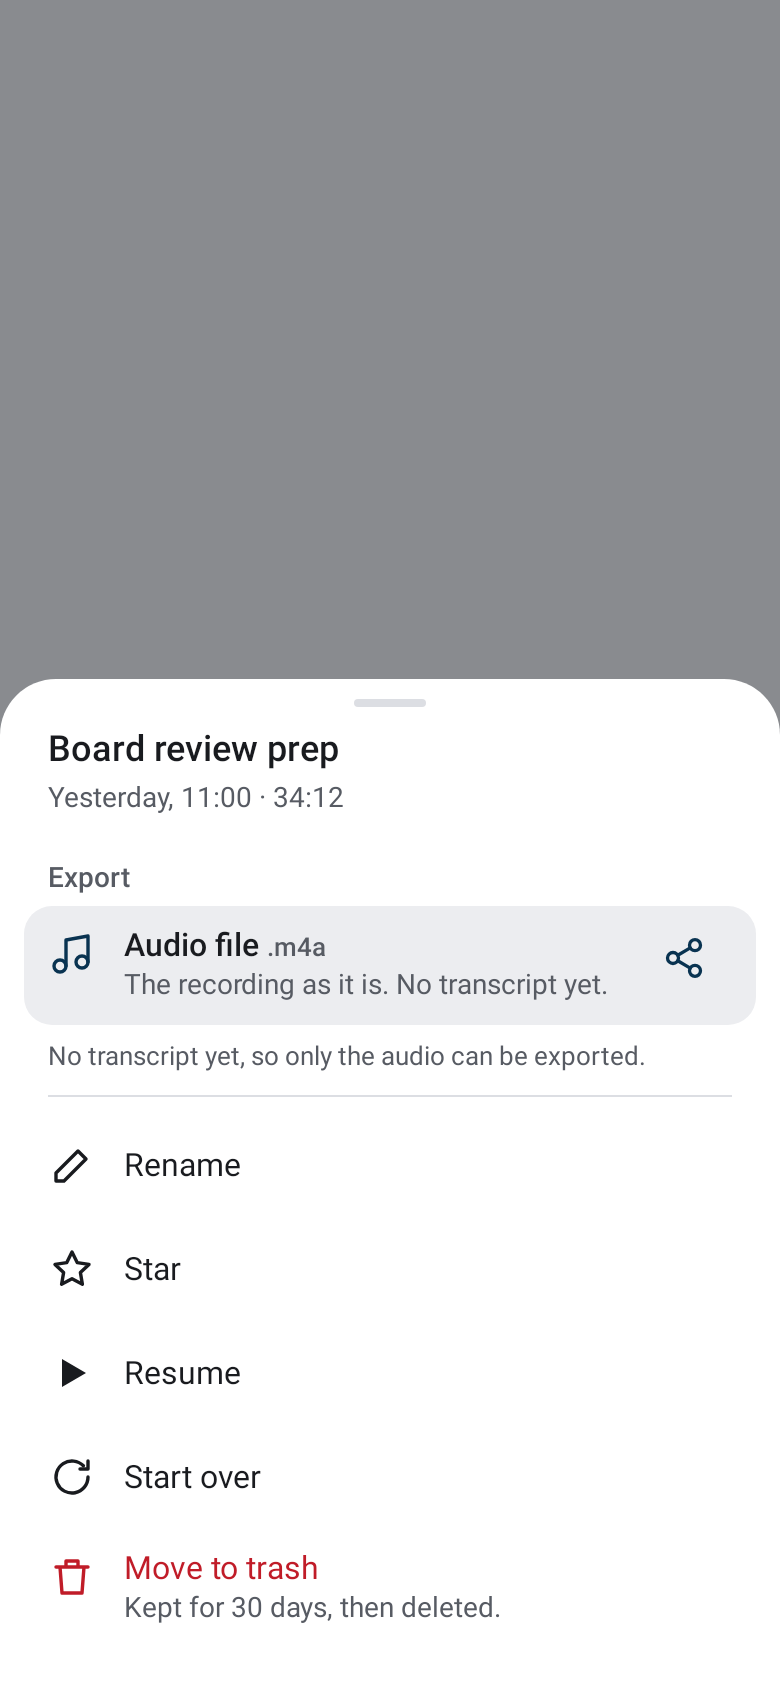 Board review prep
Yesterday, 11:00 · 34:12
Export
Audio file .m4a
The recording as it is. No transcript yet.
No transcript yet, so only the audio can be exported.
Rename
Star
Resume
Start over
Move to trash
Kept for 30 days, then deleted.